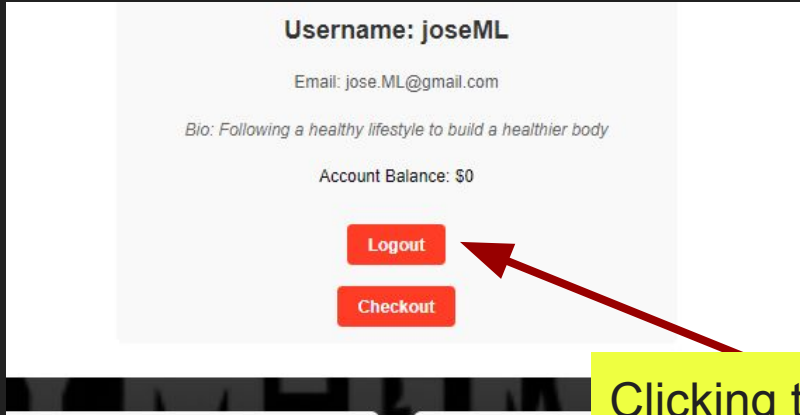 Username: joseML
Email: jose.ML@gmail.com
Bio: Following a healthy lifestyle to build a healthier body
Account Balance: $0
Logout
Checkout
Clicking